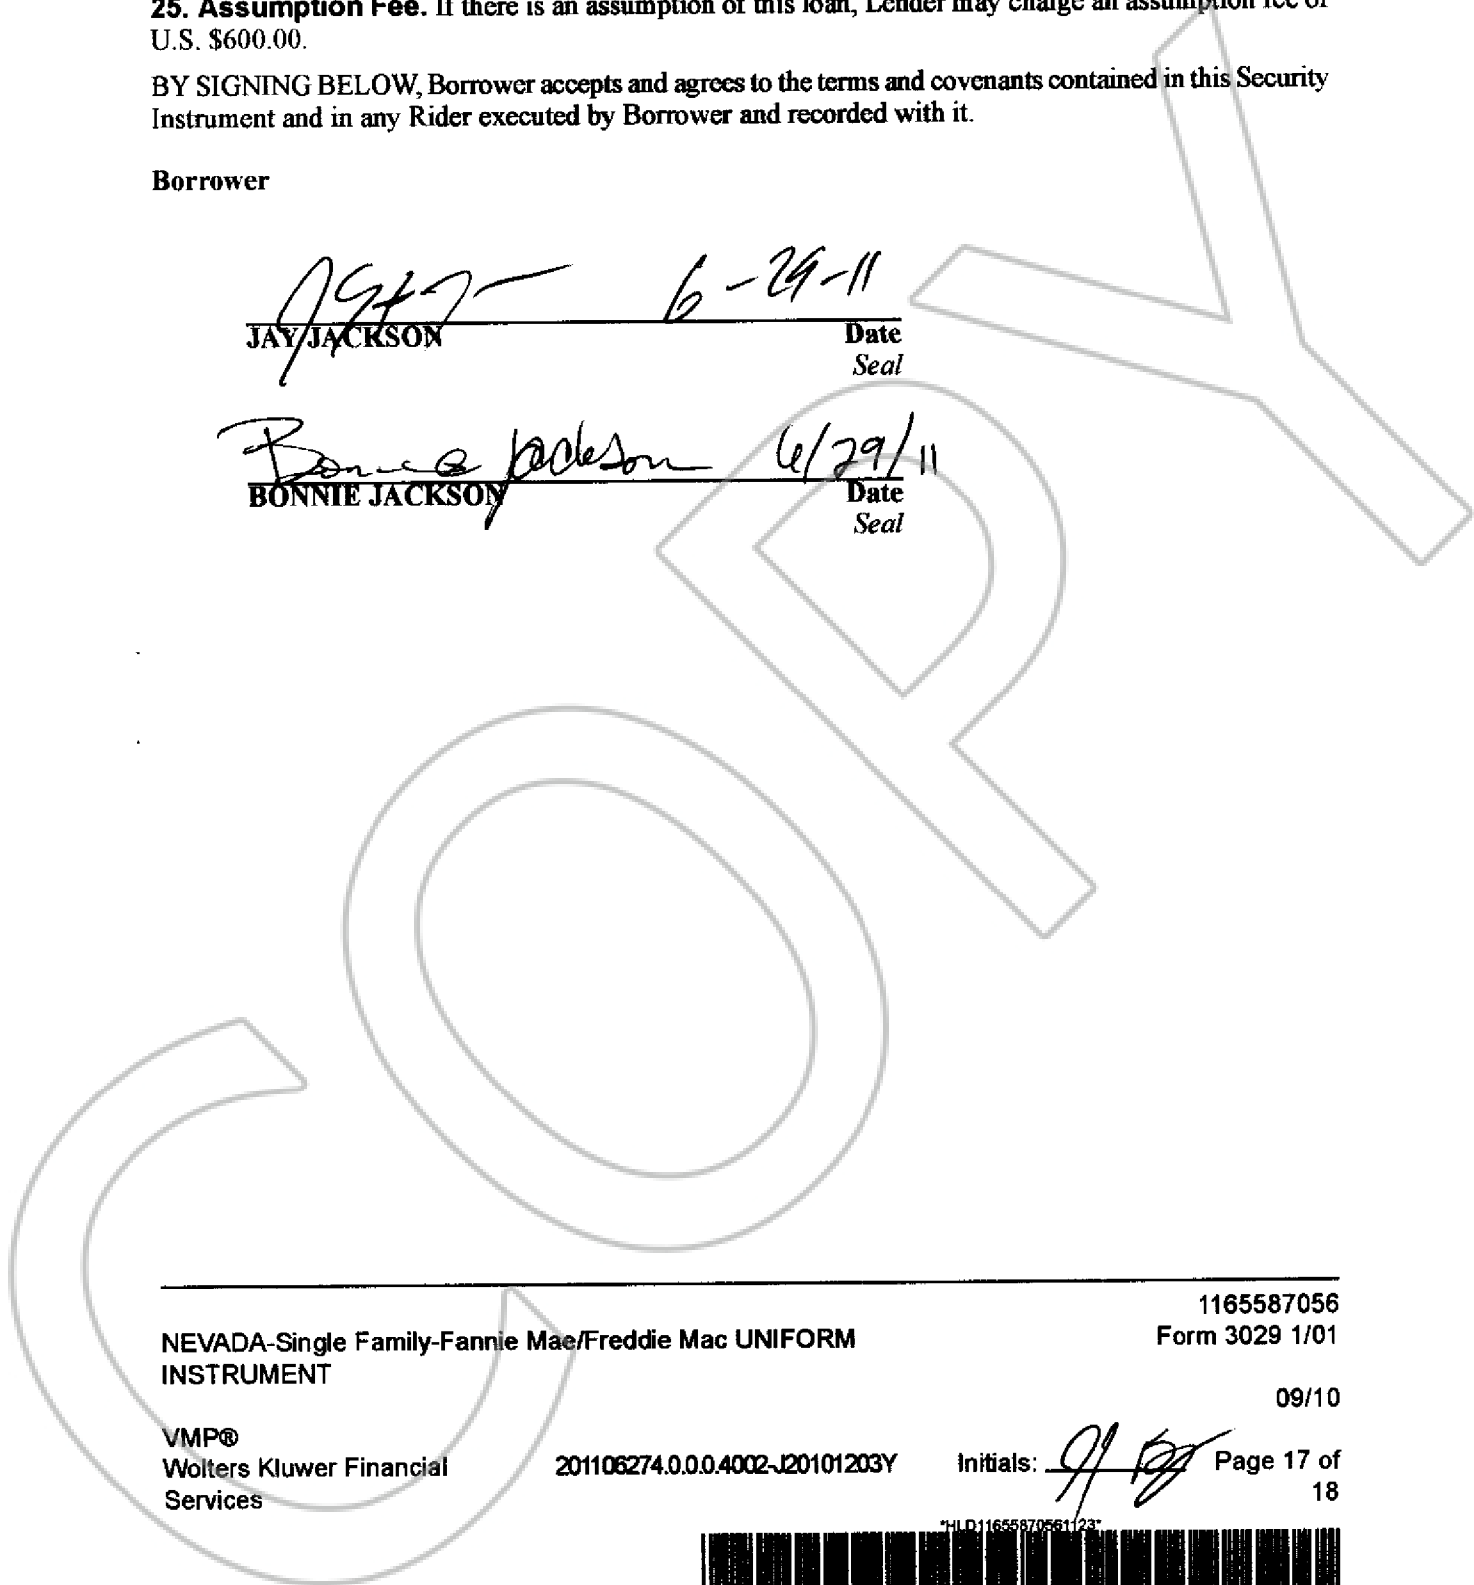 25. Assumption Fee. If there is an assumption of this loan, Lender may charge an assumption fee of
U.S. $600.00.
BY SIGNING BELOW, Borrower accepts and agrees to the terms and covenants contained in this Security
Instrument and in any Rider executed by Borrower and recorded with it.
Borrower
6-29-11
JAY JACKSON Date
Seal
Bonnie Jackson 6/29/11
BONNIE JACKSON Date
Seal
COPY
1165587056
NEVADA-Single Family-Fannie Mae/Freddie Mac UNIFORM Form 3029 1/01
INSTRUMENT
09/10
VMP®
Wolters Kluwer Financial 201106274.0.0.0.4002-J20101203Y Initials: JJ BJ Page 17 of
Services 18
*HLD11655870561123*